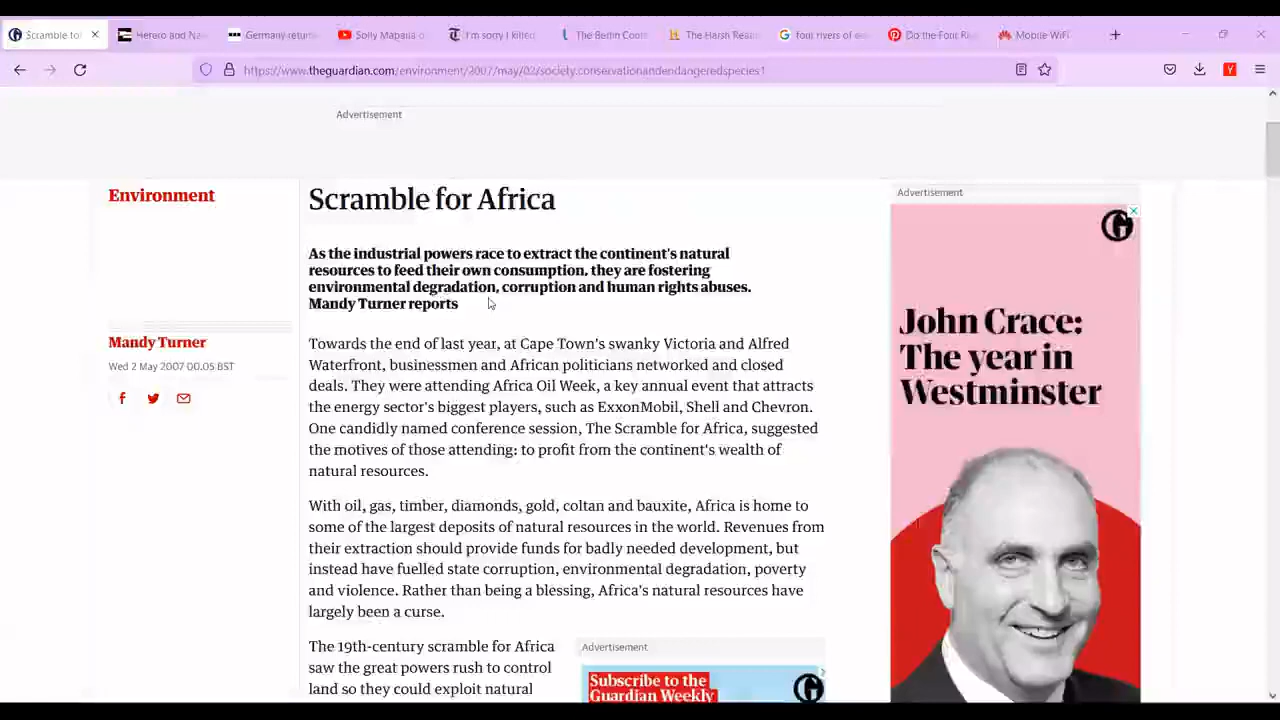 Scramble fo
Herero and Na
Germany return
Solly Mapaila o
I'm sorry I killed
The Berlin Con
The Harsh Rea
four rivers of e
Do the Four Ri
Mobile WiFi
https://www.theguardian.com/environment/2007/may/02/society.conservationandendangeredspecies1
Advertisement
Environment
Scramble for Africa
Advertisement
As the industrial powers race to extract the continent's natural
resources to feed their own consumption, they are fostering
environmental degradation, corruption and human rights abuses.
Mandy Turner reports
Mandy Turner
Wed 2 May 2007 00.05 BST
Towards the end of last year, at Cape Town's swanky Victoria and Alfred
Waterfront, businessmen and African politicians networked and closed
deals. They were attending Africa Oil Week, a key annual event that attracts
the energy sector's biggest players, such as ExxonMobil, Shell and Chevron.
One candidly named conference session, The Scramble for Africa, suggested
the motives of those attending: to profit from the continent's wealth of
natural resources.
With oil, gas, timber, diamonds, gold, coltan and bauxite, Africa is home to
some of the largest deposits of natural resources in the world. Revenues from
their extraction should provide funds for badly needed development, but
instead have fuelled state corruption, environmental degradation, poverty
and violence. Rather than being a blessing, Africa's natural resources have
largely been a curse.
The 19th-century scramble for Africa
saw the great powers rush to control
land so they could exploit natural
Advertisement
Subscribe to the
Guardian Weekly
John Crace:
The year in
Westminster